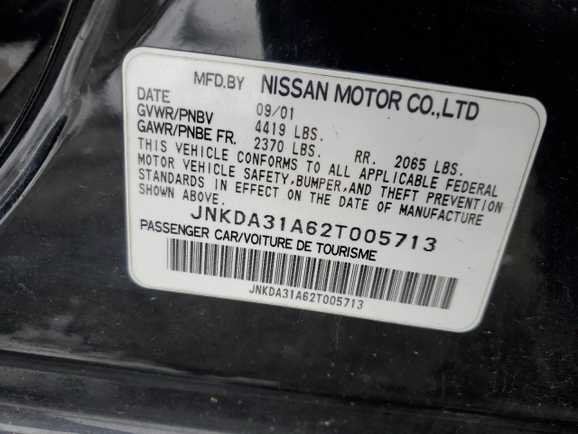 MFD.BY NISSAN MOTOR CO.,LTD
DATE 09/01
GVWR/PNBV 4419 LBS.
GAWR/PNBE FR. 2370 LBS. RR. 2065 LBS.
THIS VEHICLE CONFORMS TO ALL APPLICABLE FEDERAL
MOTOR VEHICLE SAFETY,BUMPER,AND THEFT PREVENTION
STANDARDS IN EFFECT ON THE DATE OF MANUFACTURE
SHOWN ABOVE.
JNKDA31A62T005713
PASSENGER CAR/VOITURE DE TOURISME
JNKDA31A62T005713